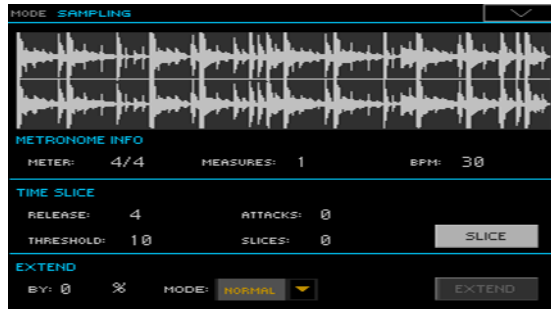 MODE SAMPLING
METRONOME INFO
METER: 4/4 MEASURES: 1 BPM: 30
TIME SLICE
RELEASE: 4 ATTACKS: 0
THRESHOLD: 10 SLICES: 0 SLICE
EXTEND
BY: 0 % MODE: NORMAL EXTEND